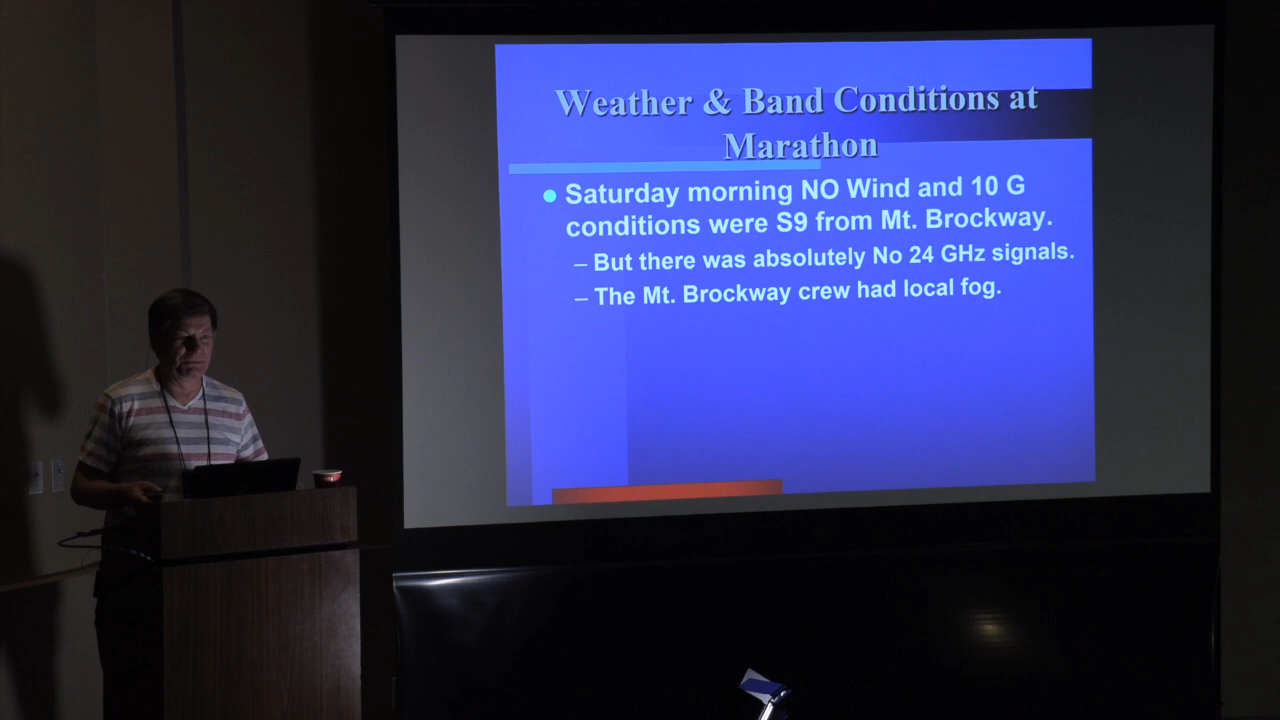 Weather & Band Conditions at
Marathon
Saturday morning NO Wind and 10 G
conditions were S9 from Mt. Brockway.
– But there was absolutely No 24 GHz signals.
– The Mt. Brockway crew had local fog.